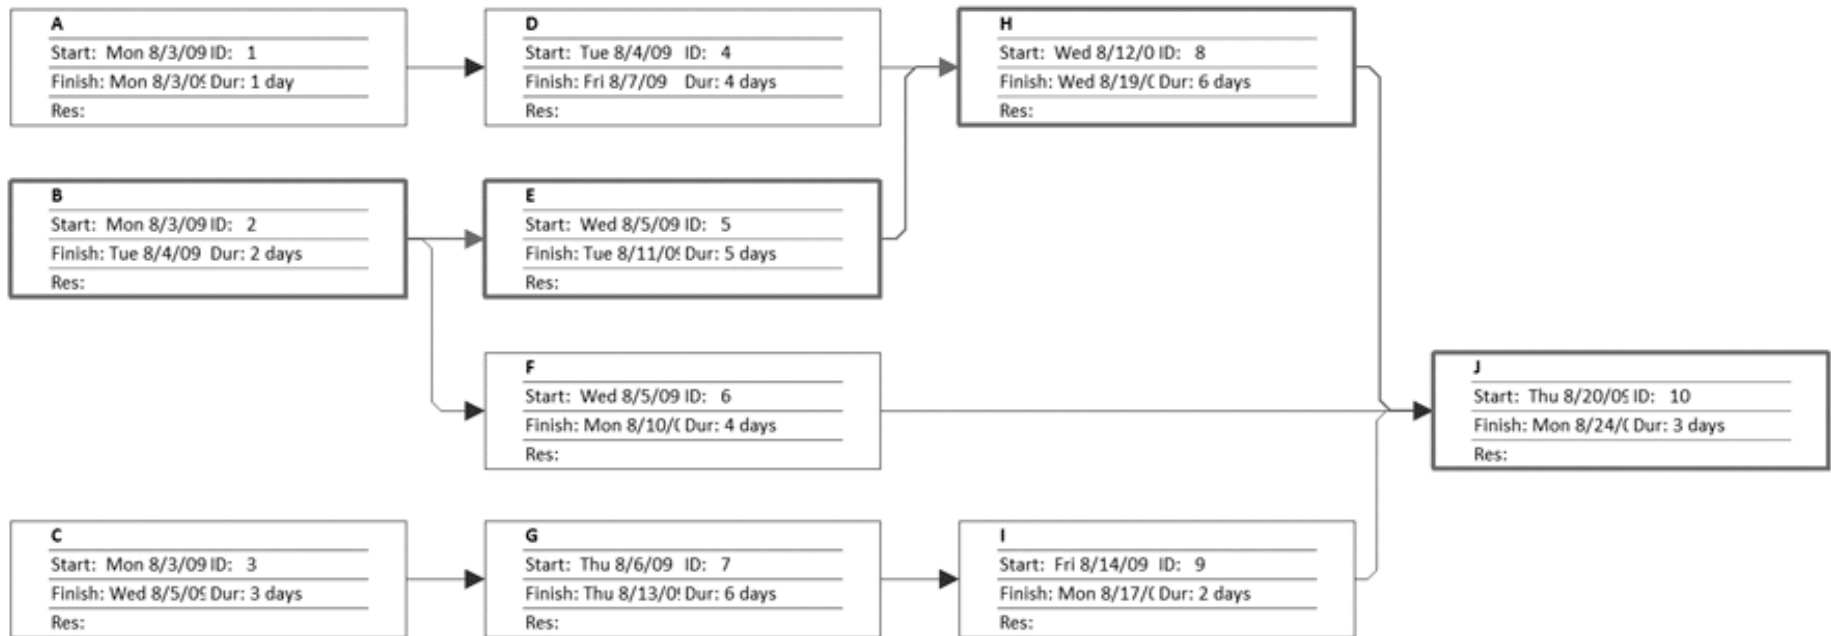 A
Start: Mon 8/3/09 ID: 1
Finish: Mon 8/3/09 Dur: 1 day
Res:
D
Start: Tue 8/4/09 ID: 4
Finish: Fri 8/7/09 Dur: 4 days
Res:
H
Start: Wed 8/12/0 ID: 8
Finish: Wed 8/19/( Dur: 6 days
Res:
B
Start: Mon 8/3/09 ID: 2
Finish: Tue 8/4/09 Dur: 2 days
Res:
E
Start: Wed 8/5/09 ID: 5
Finish: Tue 8/11/09 Dur: 5 days
Res:
F
Start: Wed 8/5/09 ID: 6
Finish: Mon 8/10/( Dur: 4 days
Res:
J
Start: Thu 8/20/09 ID: 10
Finish: Mon 8/24/( Dur: 3 days
Res:
C
Start: Mon 8/3/09 ID: 3
Finish: Wed 8/5/09 Dur: 3 days
Res:
G
Start: Thu 8/6/09 ID: 7
Finish: Thu 8/13/0 Dur: 6 days
Res:
I
Start: Fri 8/14/09 ID: 9
Finish: Mon 8/17/( Dur: 2 days
Res: